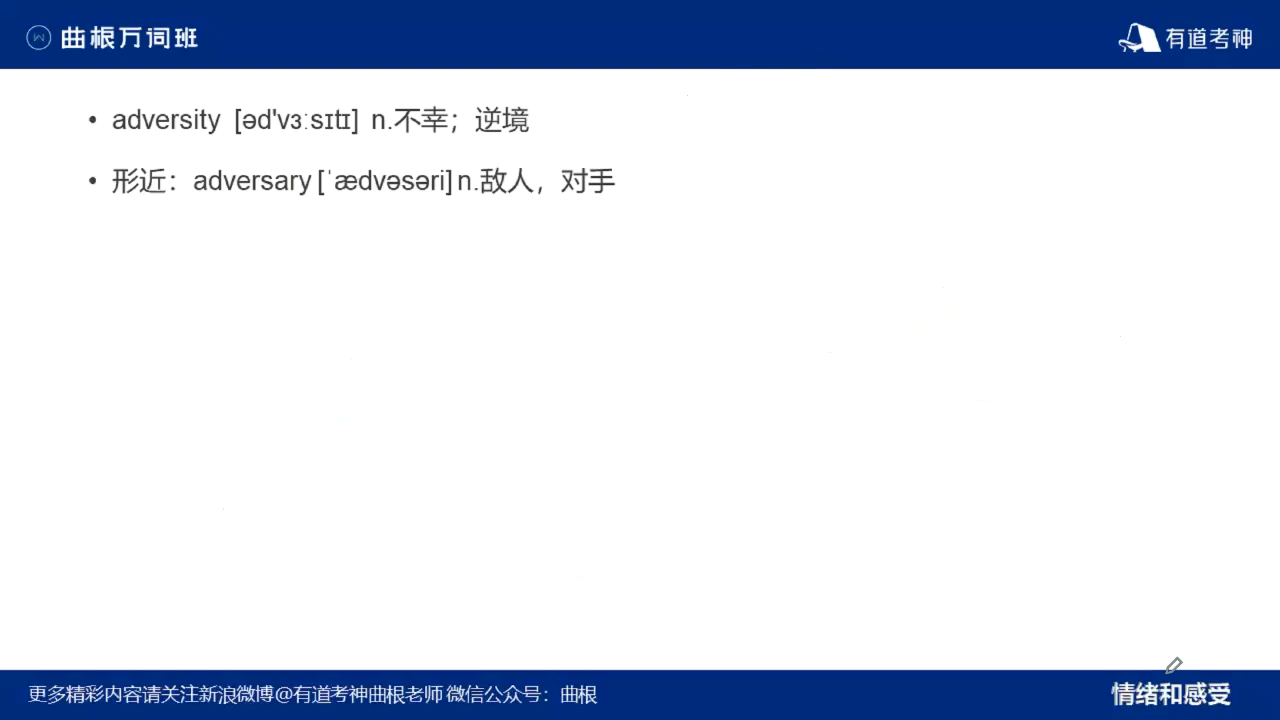 曲根万词班
有道考神
• adversity [əd'vɜːsɪtɪ] n.不幸；逆境
• 形近：adversary [ˈædvəsəri] n.敌人，对手
更多精彩内容请关注新浪微博@有道考神曲根老师 微信公众号：曲根
情绪和感受